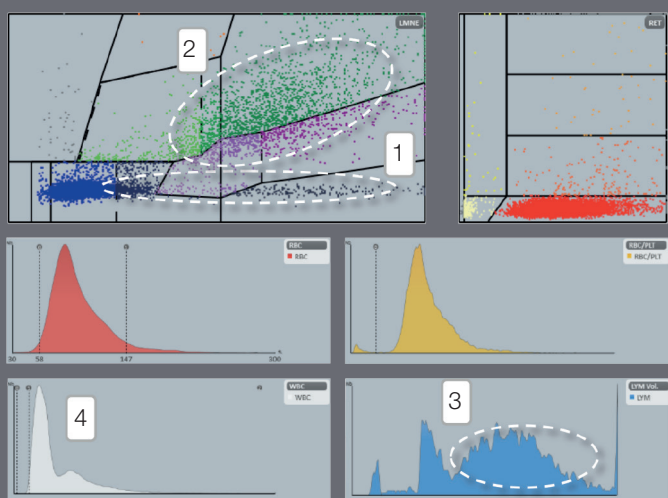 LMNE
RET
2
1
RBC
RBC
30
58
147
300
RBC/PLT
RBC/PLT
WBC
WBC
4
LYM Vol.
LYM
3